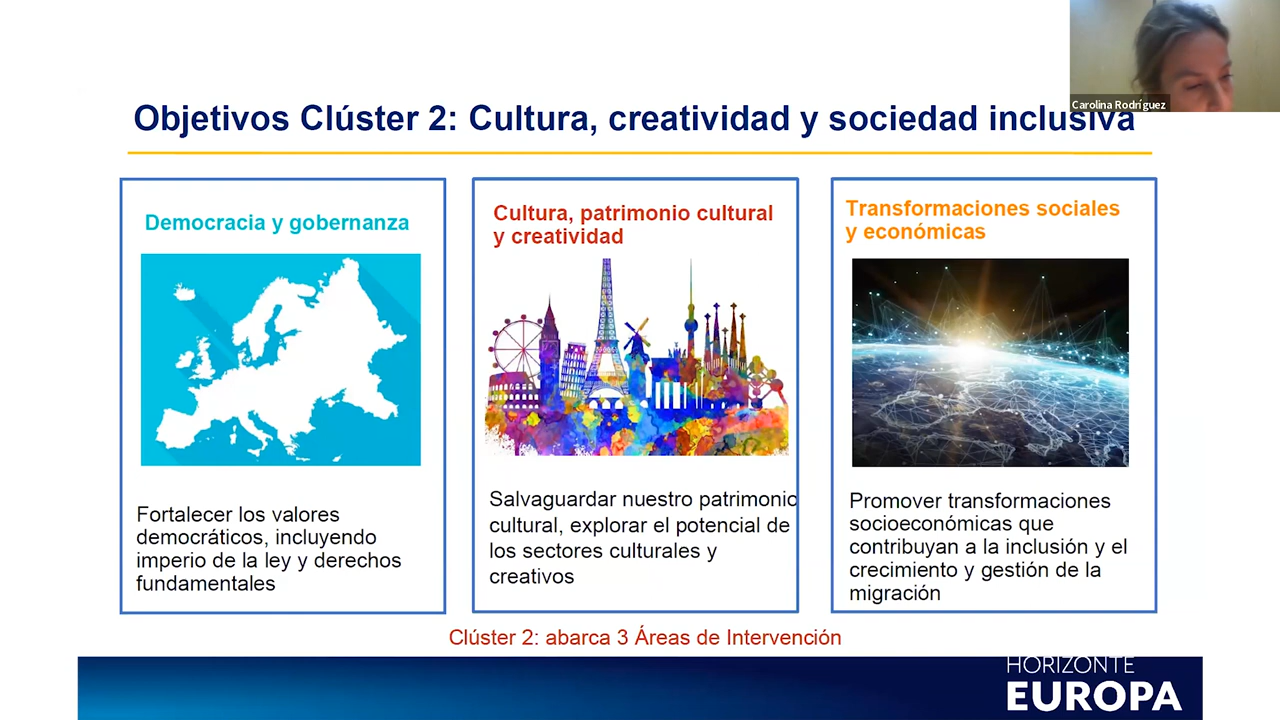 Carolina Rodríguez
Objetivos Clúster 2: Cultura, creatividad y sociedad inclusiva
Democracia y gobernanza
Fortalecer los valores
democráticos, incluyendo
imperio de la ley y derechos
fundamentales
Cultura, patrimonio cultural
y creatividad
Salvaguardar nuestro patrimonio
cultural, explorar el potencial de
los sectores culturales y
creativos
Transformaciones sociales
y económicas
Promover transformaciones
socioeconómicas que
contribuyan a la inclusión y el
crecimiento y gestión de la
migración
Clúster 2: abarca 3 Áreas de Intervención
HORIZONTE
EUROPA